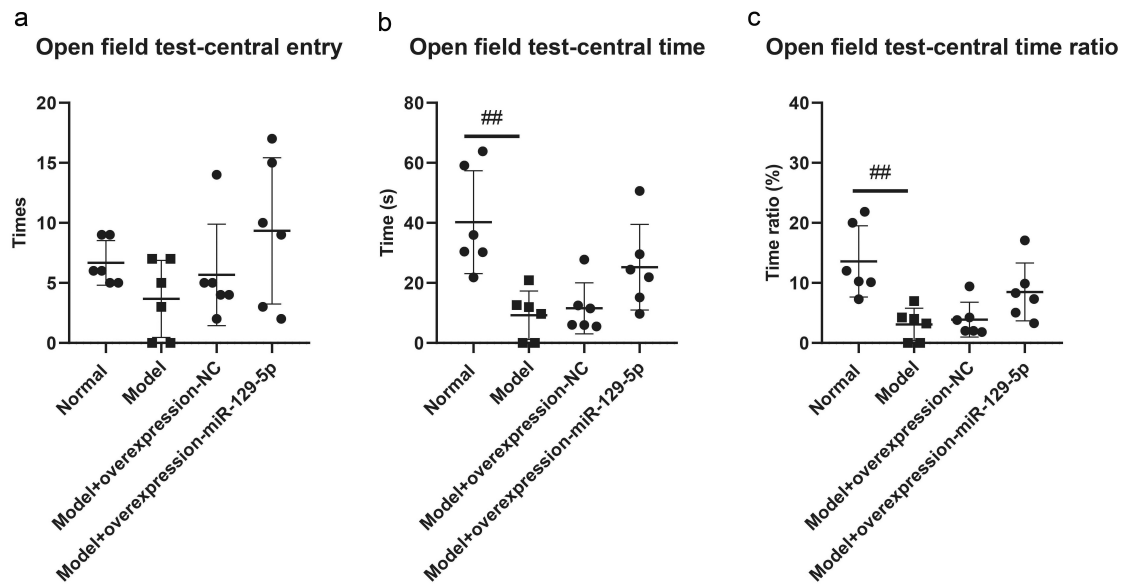 a
Open field test-central entry
Times
20
15
10
5
0
Normal
Model
Model+overexpression-NC
Model+overexpression-miR-129-5p
b
Open field test-central time
Time (s)
80
60
40
20
0
##
Normal
Model
Model+overexpression-NC
Model+overexpression-miR-129-5p
c
Open field test-central time ratio
Time ratio (%)
40
30
20
10
0
##
Normal
Model
Model+overexpression-NC
Model+overexpression-miR-129-5p